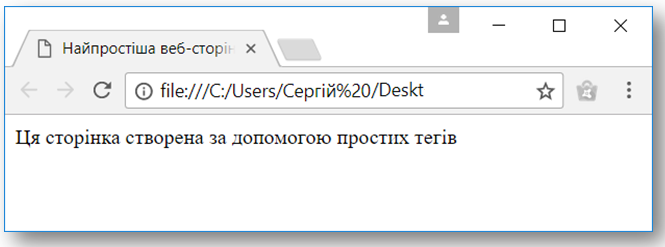 Найпростіша веб-сторін
file:///C:/Users/Сергій%20/Deskt
Ця сторінка створена за допомогою простих тегів